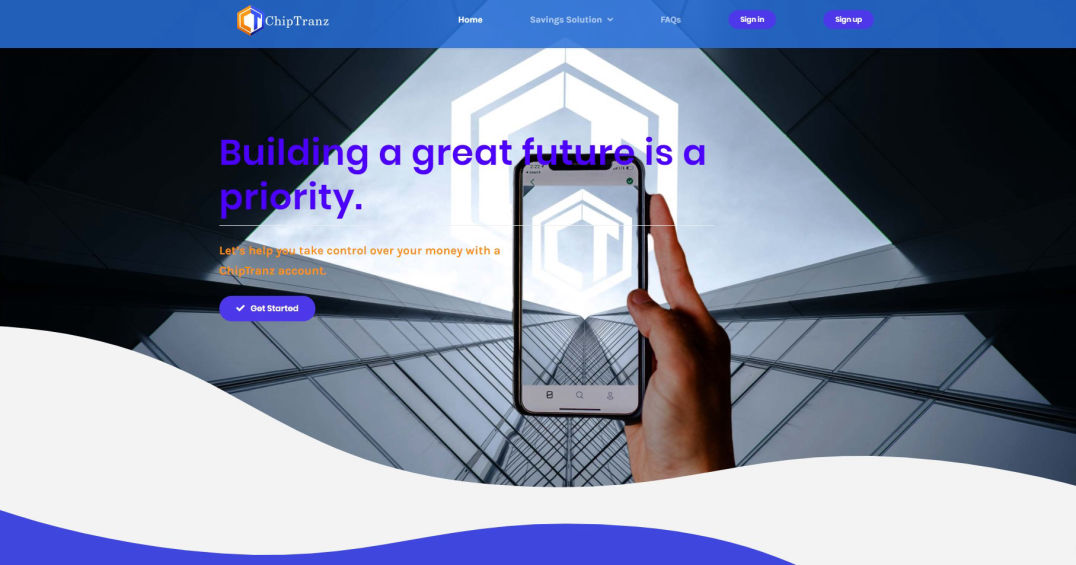 ChipTranz
Home
Savings Solution
FAQs
Sign in
Sign up
Building a great future is a
priority.
Let's help you take control over your money with a
ChipTranz account.
Get Started